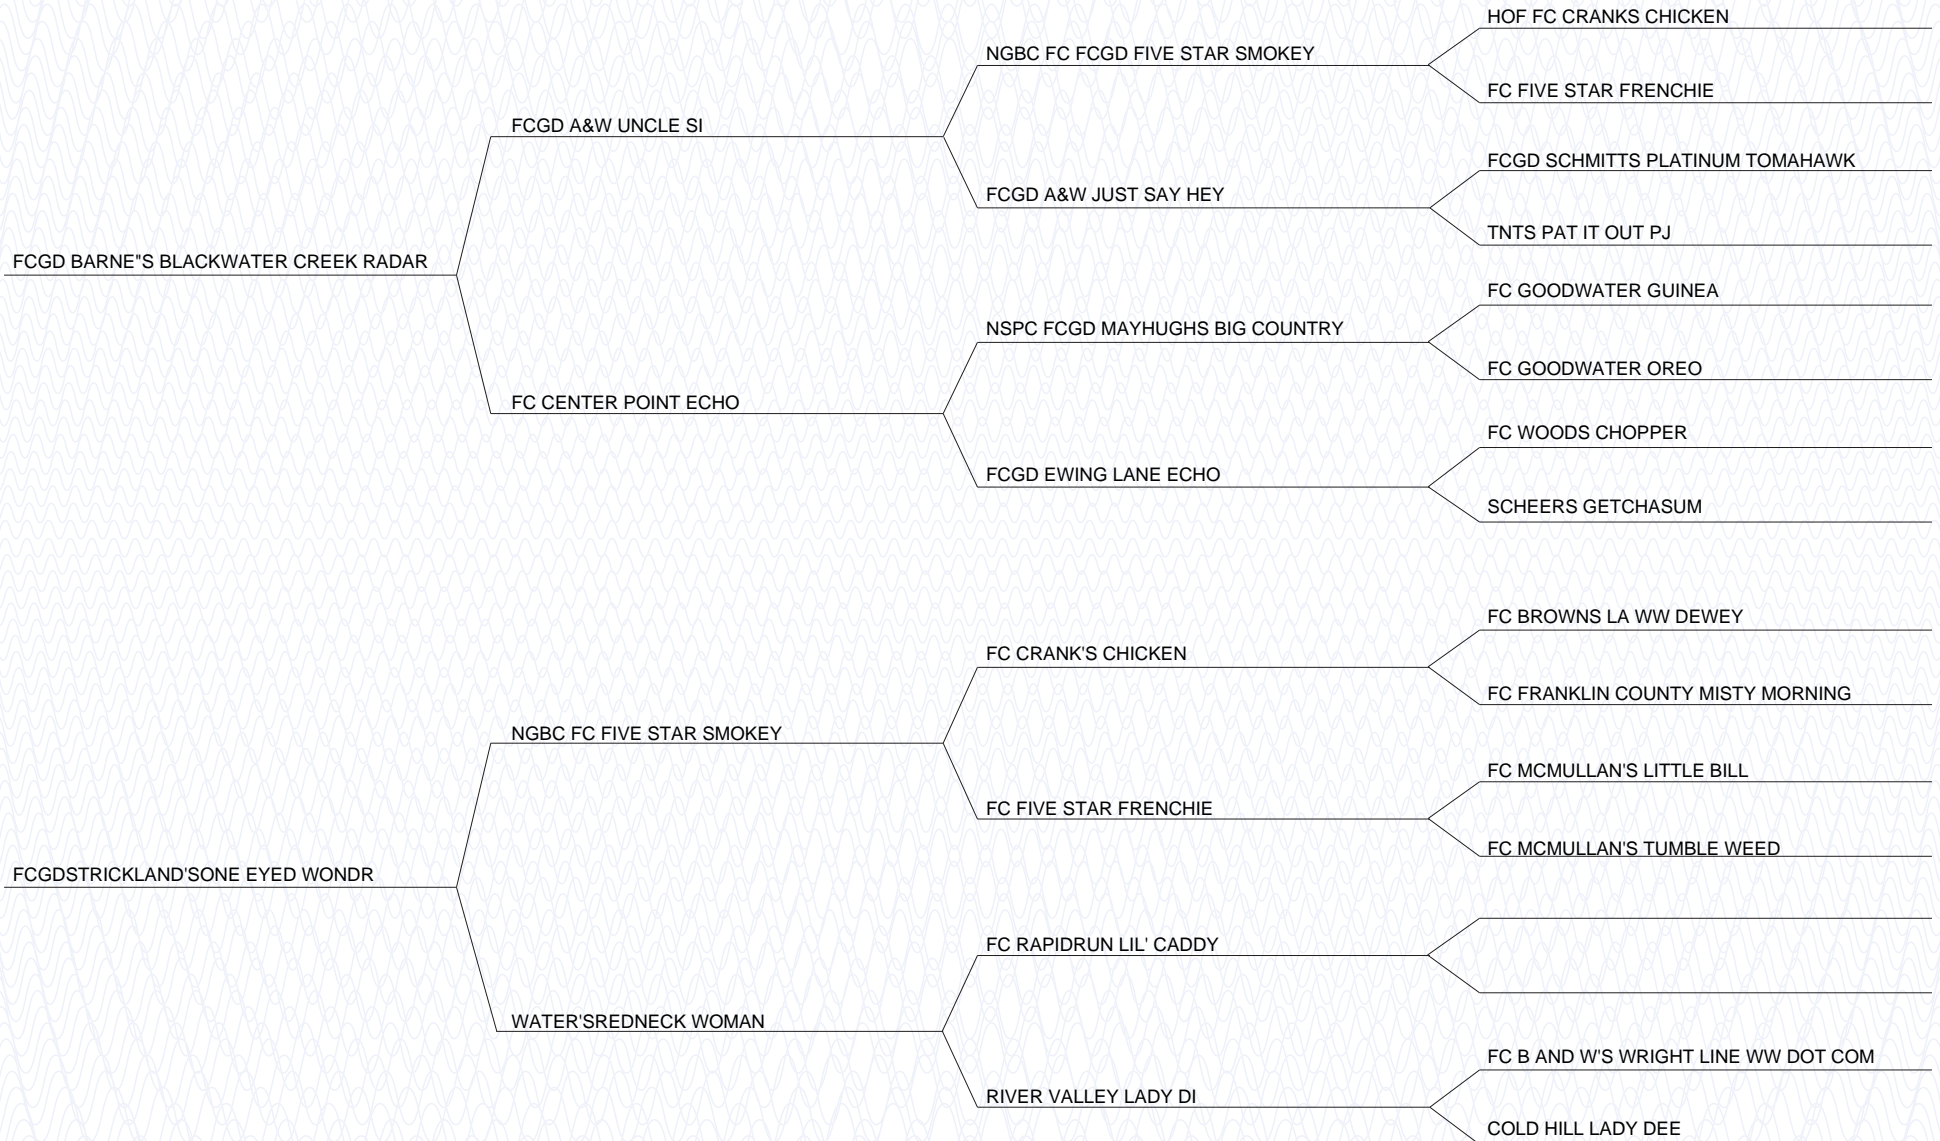 HOF FC CRANKS CHICKEN
NGBC FC FCGD FIVE STAR SMOKEY
FC FIVE STAR FRENCHIE
FCGD A&W UNCLE SI
FCGD SCHMITTS PLATINUM TOMAHAWK
FCGD A&W JUST SAY HEY
TNTS PAT IT OUT PJ
FCGD BARNE"S BLACKWATER CREEK RADAR
FC GOODWATER GUINEA
NSPC FCGD MAYHUGHS BIG COUNTRY
FC GOODWATER OREO
FC CENTER POINT ECHO
FC WOODS CHOPPER
FCGD EWING LANE ECHO
SCHEERS GETCHASUM
FC BROWNS LA WW DEWEY
FC CRANK'S CHICKEN
FC FRANKLIN COUNTY MISTY MORNING
NGBC FC FIVE STAR SMOKEY
FC MCMULLAN'S LITTLE BILL
FC FIVE STAR FRENCHIE
FC MCMULLAN'S TUMBLE WEED
FCGDSTRICKLAND'SONE EYED WONDR
FC RAPIDRUN LIL' CADDY
WATER'SREDNECK WOMAN
FC B AND W'S WRIGHT LINE WW DOT COM
RIVER VALLEY LADY DI
COLD HILL LADY DEE